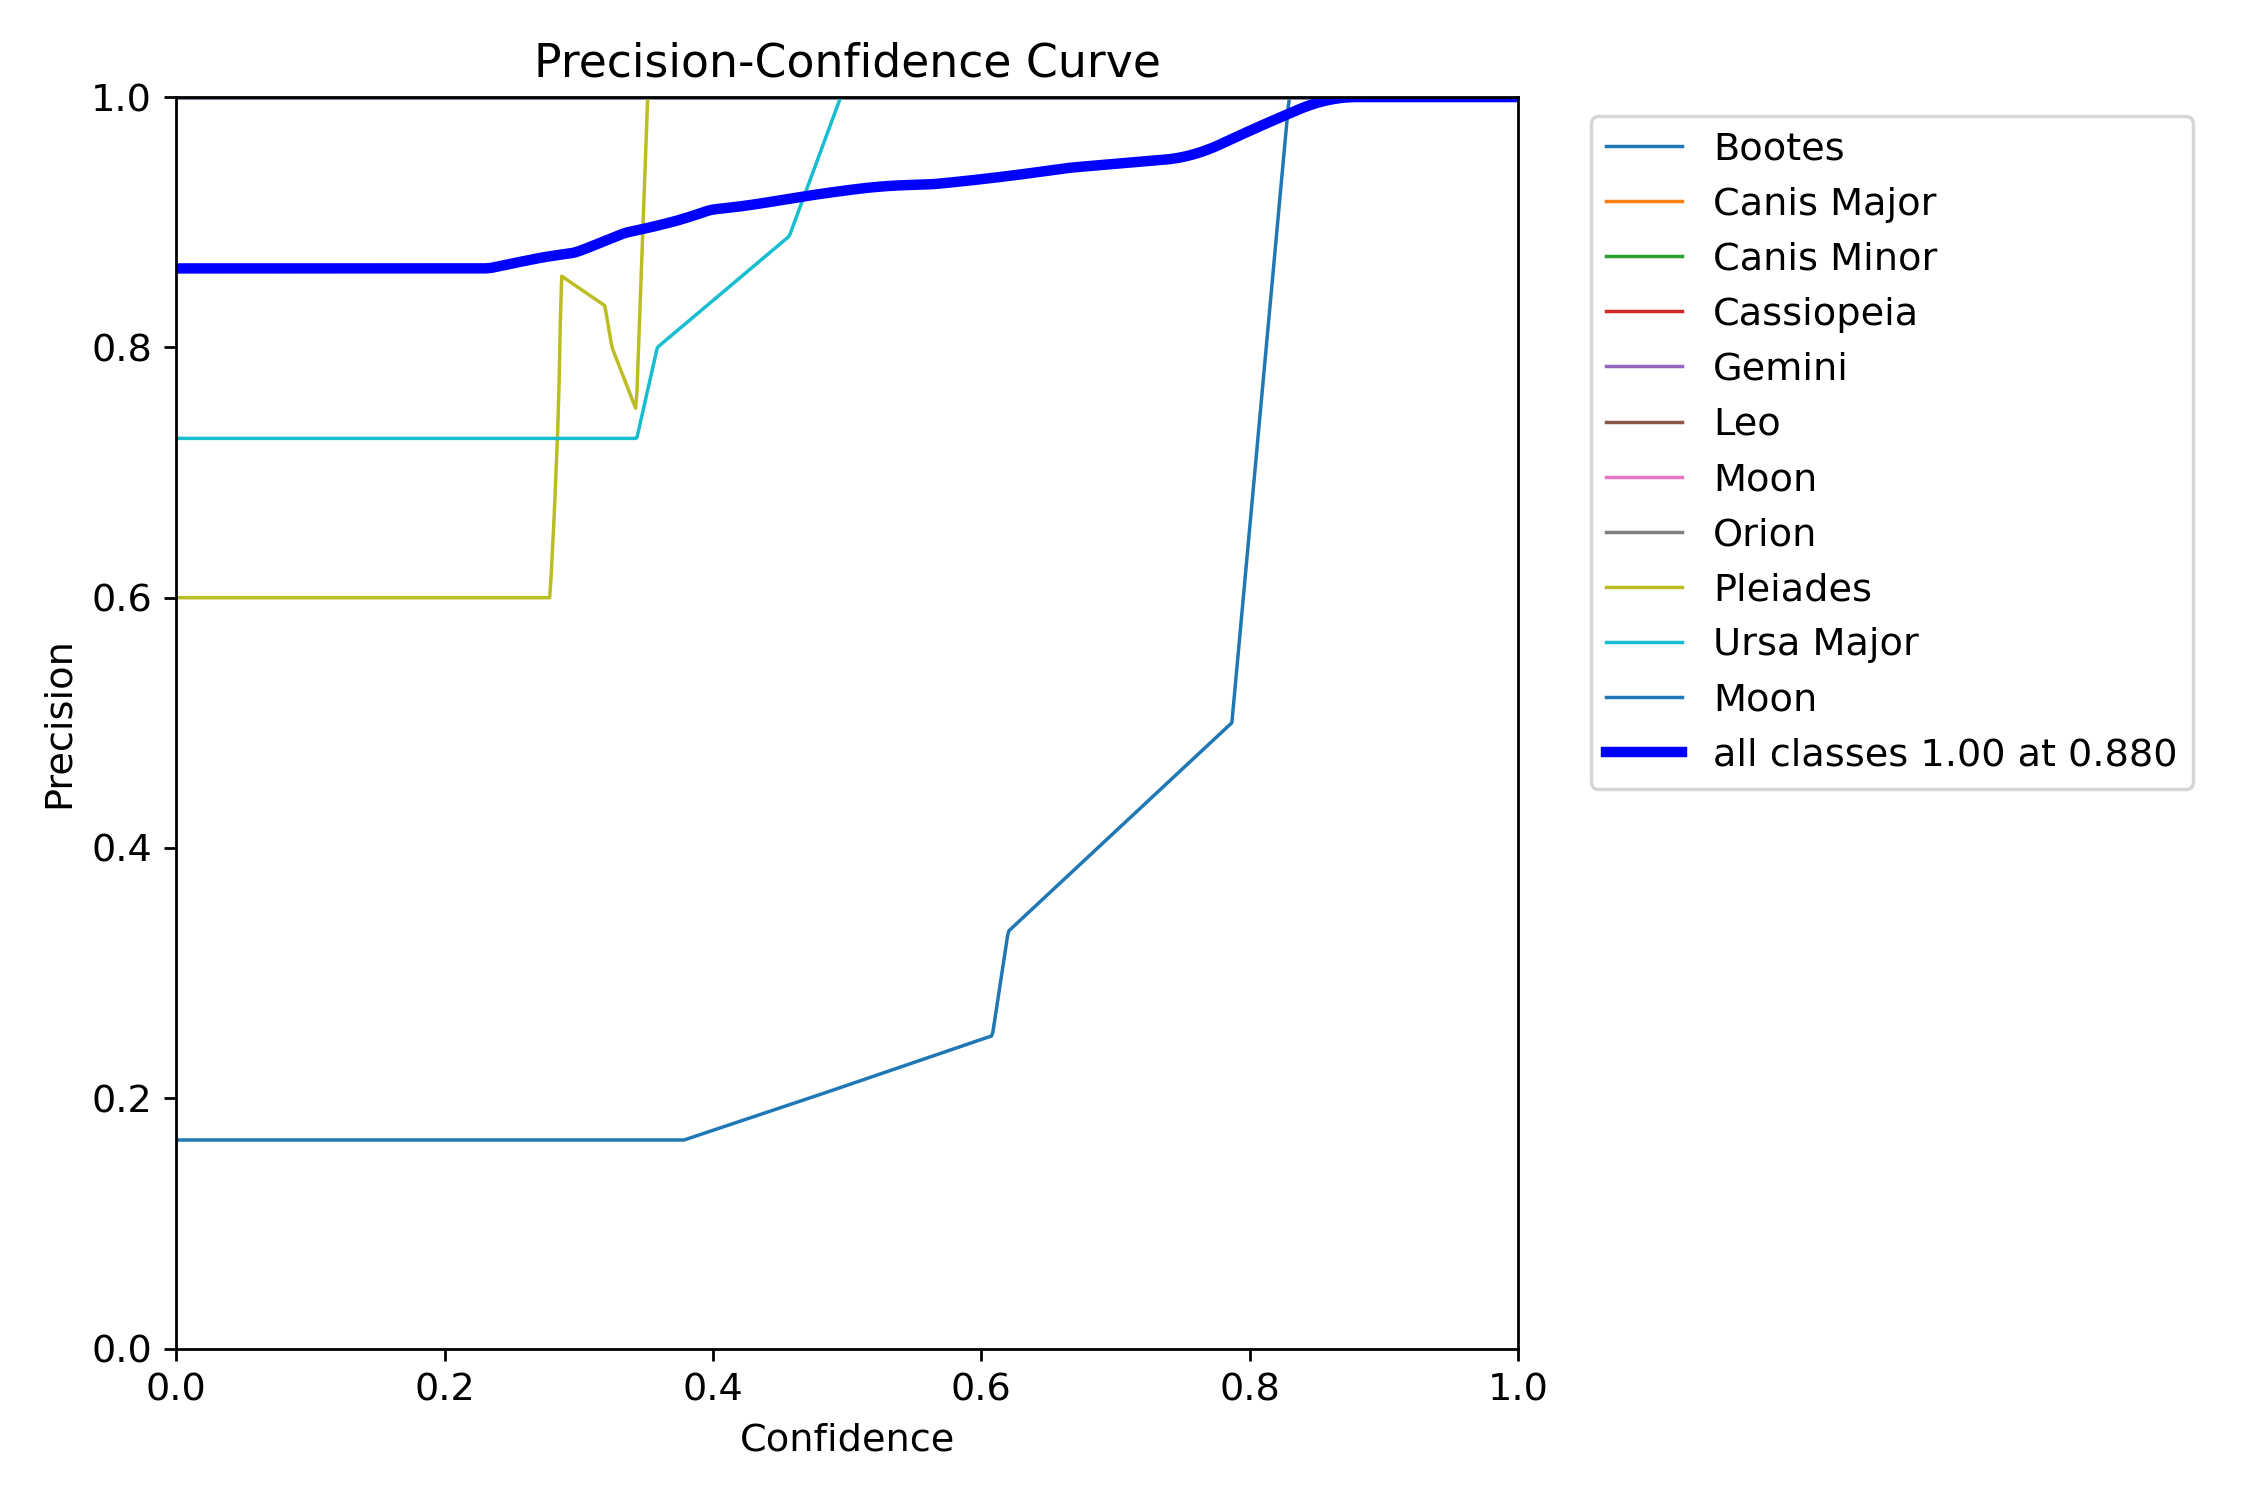 Precision-Confidence Curve
1.0
0.8
0.6
0.4
0.2
0.0
Precision
0.0 0.2 0.4 0.6 0.8 1.0
Confidence
Bootes
Canis Major
Canis Minor
Cassiopeia
Gemini
Leo
Moon
Orion
Pleiades
Ursa Major
Moon
all classes 1.00 at 0.880